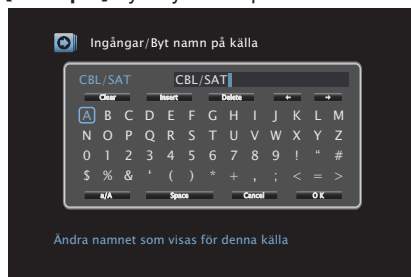 Ingångar/Byt namn på källa
CBL/SAT CBL/SAT
Clear Insert Delete ← →
A B C D E F G H I J K L M
N O P Q R S T U V W X Y Z
0 1 2 3 4 5 6 7 8 9 ! “ #
$ % & ‘ ( ) * + , ; < = >
a/A Space Cancel OK
Ändra namnet som visas för denna källa